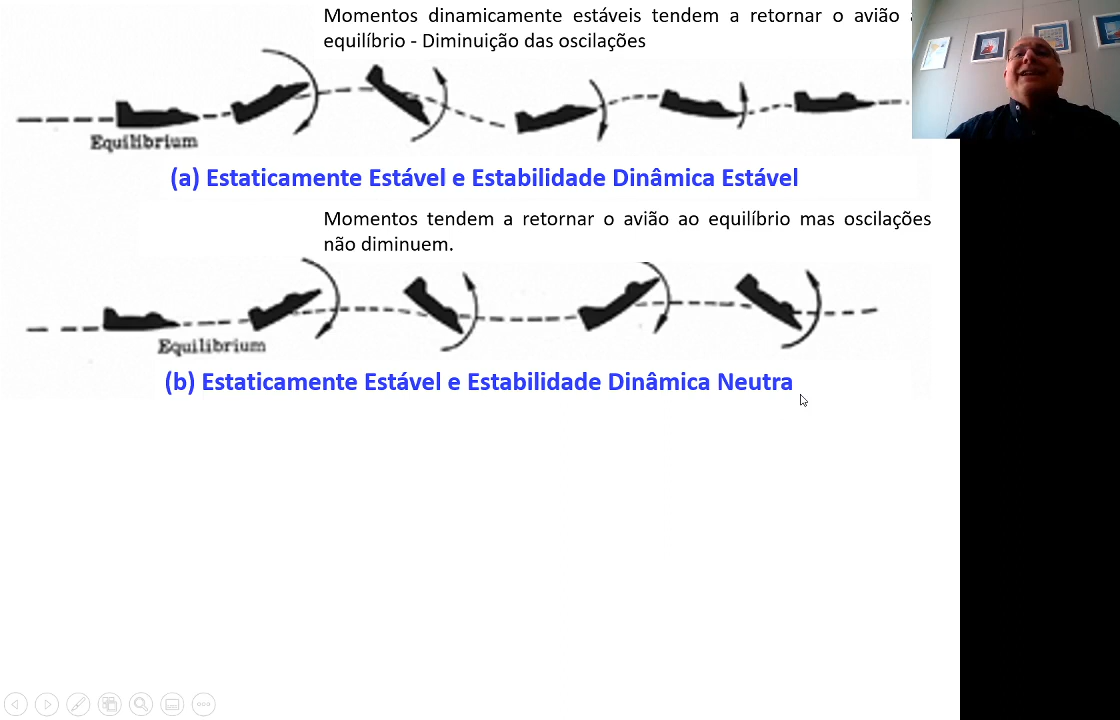 Momentos dinamicamente estáveis tendem a retornar o avião
equilíbrio - Diminuição das oscilações
Equilibrium
(a) Estaticamente Estável e Estabilidade Dinâmica Estável
Momentos tendem a retornar o avião ao equilíbrio mas oscilações
não diminuem.
Equilibrium
(b) Estaticamente Estável e Estabilidade Dinâmica Neutra